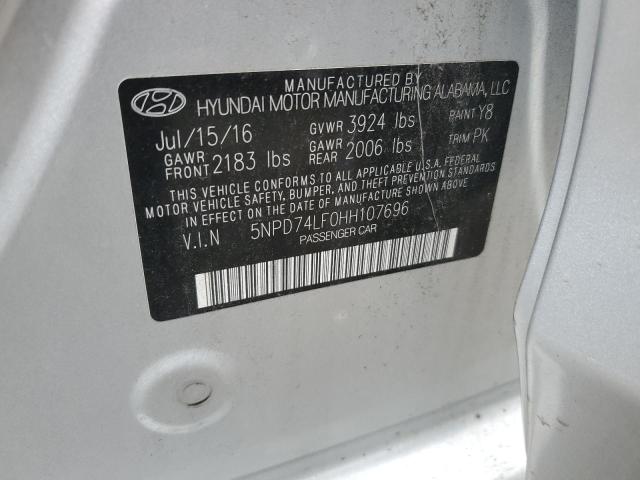 MANUFACTURED BY
HYUNDAI MOTOR MANUFACTURING ALABAMA, LLC
Jul/15/16 GVWR 3924 lbs PAINT Y8
GAWR FRONT 2183 lbs GAWR REAR 2006 lbs TRIM PK
THIS VEHICLE CONFORMS TO ALL APPLICABLE U.S.A. FEDERAL
MOTOR VEHICLE SAFETY, BUMPER, AND THEFT PREVENTION STANDARDS
IN EFFECT ON THE DATE OF MANUFACTURE SHOWN ABOVE
V.I.N 5NPD74LF0HH107696
PASSENGER CAR